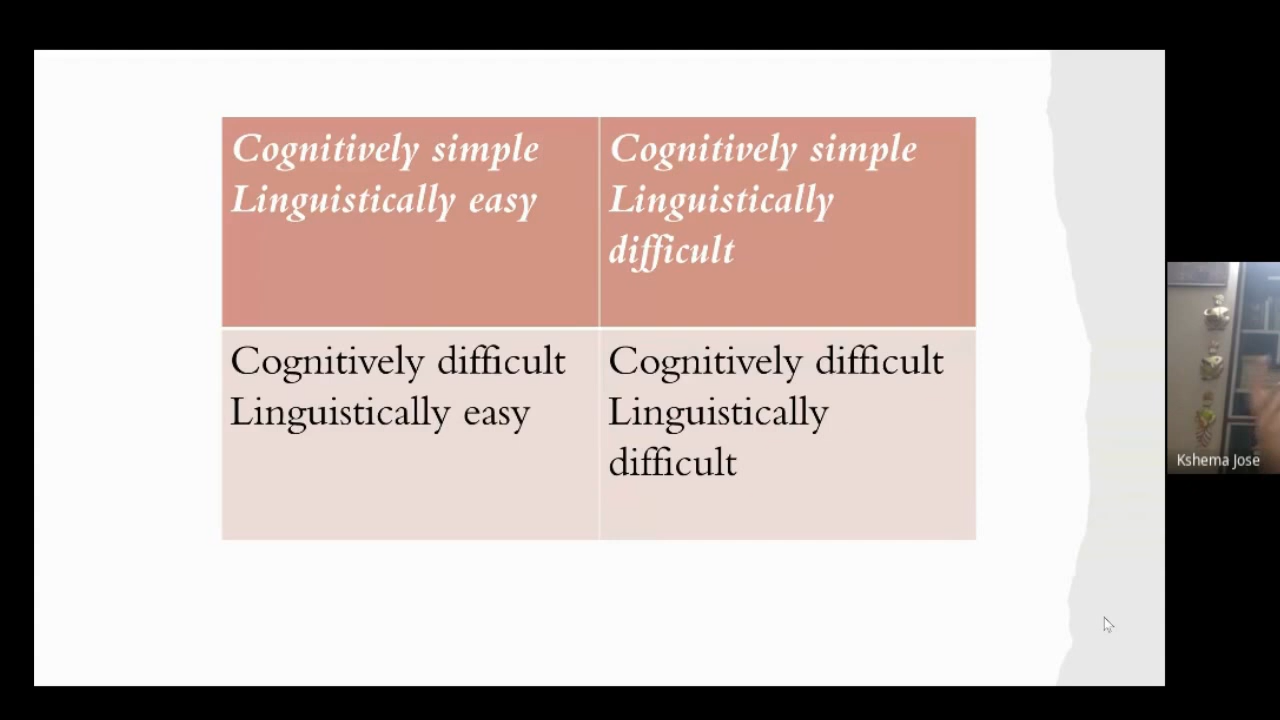 Cognitively simple
Linguistically easy
Cognitively simple
Linguistically
difficult
Cognitively difficult
Linguistically easy
Cognitively difficult
Linguistically
difficult
Kshema Jose